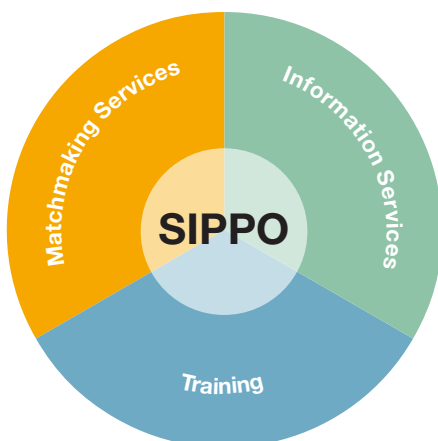 Matchmaking Services
Information Services
SIPPO
Training